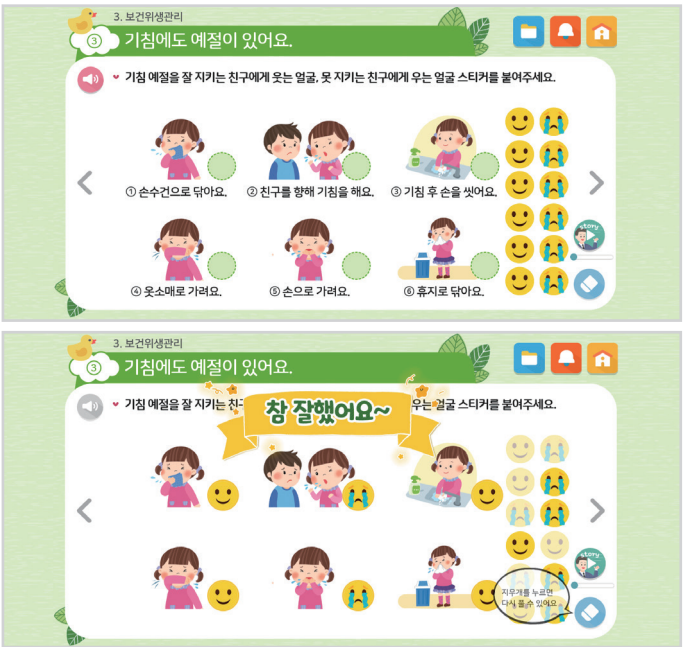 3. 보건위생관리
3 기침에도 예절이 있어요.
기침 예절을 잘 지키는 친구에게 웃는 얼굴, 못 지키는 친구에게 우는 얼굴 스티커를 붙여주세요.
① 손수건으로 닦아요. ② 친구를 향해 기침을 해요. ③ 기침 후 손을 씻어요.
story
④ 옷소매로 가려요. ⑤ 손으로 가려요. ⑥ 휴지로 닦아요.
3. 보건위생관리
3 기침에도 예절이 있어요.
기침 예절을 잘 지키는 친구 우는 얼굴 스티커를 붙여주세요.
참 잘했어요~
story
지우개를 누르면
다시 풀 수 있어요.